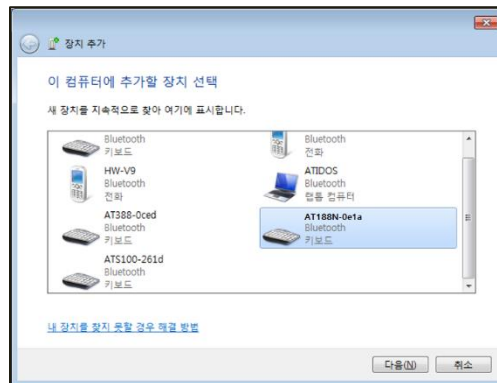 장치 추가
이 컴퓨터에 추가할 장치 선택
새 장치를 지속적으로 찾아 여기에 표시합니다.
Bluetooth
키보드
Bluetooth
전화
HW-V9
Bluetooth
전화
ATIDOS
Bluetooth
랩톱 컴퓨터
AT388-0ced
Bluetooth
키보드
AT188N-0e1a
Bluetooth
키보드
ATS100-261d
Bluetooth
키보드
내 장치를 찾지 못할 경우 해결 방법
다음(N)
취소